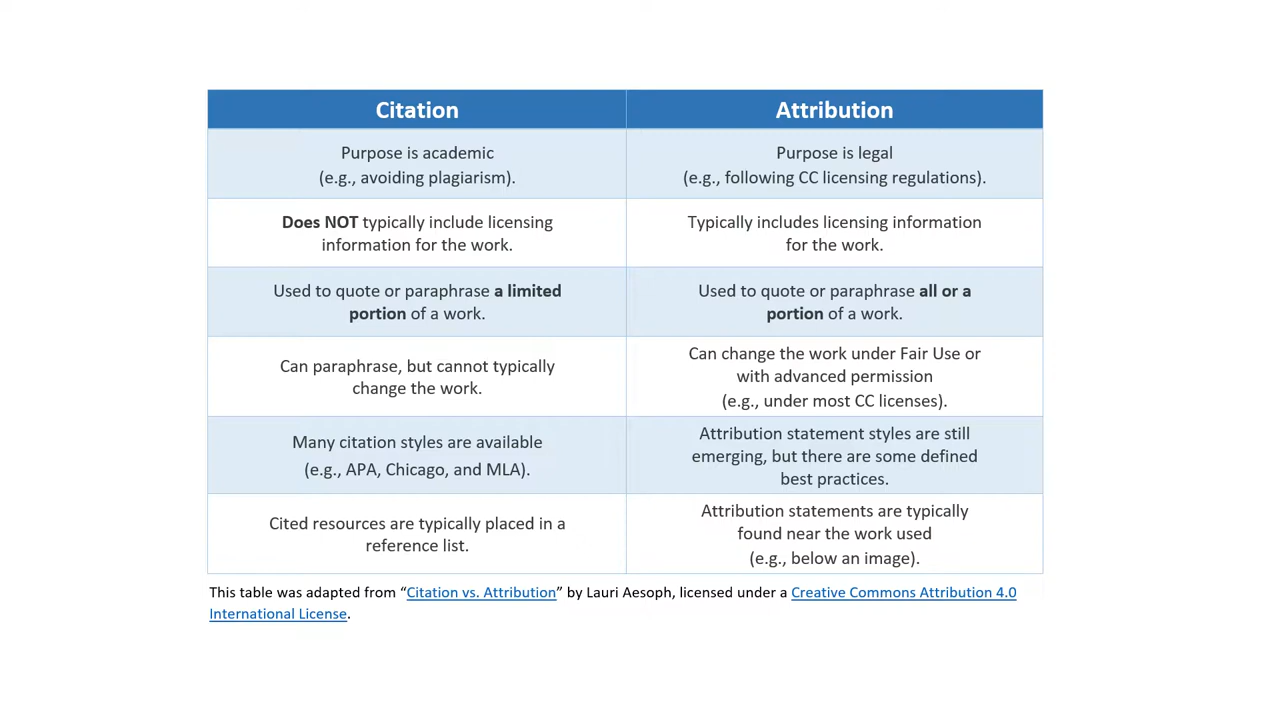 Citation
Attribution
Purpose is academic
(e.g., avoiding plagiarism).
Purpose is legal
(e.g., following CC licensing regulations).
Does NOT typically include licensing
information for the work.
Typically includes licensing information
for the work.
Used to quote or paraphrase a limited
portion of a work.
Used to quote or paraphrase all or a
portion of a work.
Can paraphrase, but cannot typically
change the work.
Can change the work under Fair Use or
with advanced permission
(e.g., under most CC licenses).
Many citation styles are available
(e.g., APA, Chicago, and MLA).
Attribution statement styles are still
emerging, but there are some defined
best practices.
Cited resources are typically placed in a
reference list.
Attribution statements are typically
found near the work used
(e.g., below an image).
This table was adapted from “Citation vs. Attribution” by Lauri Aesoph, licensed under a Creative Commons Attribution 4.0
International License.